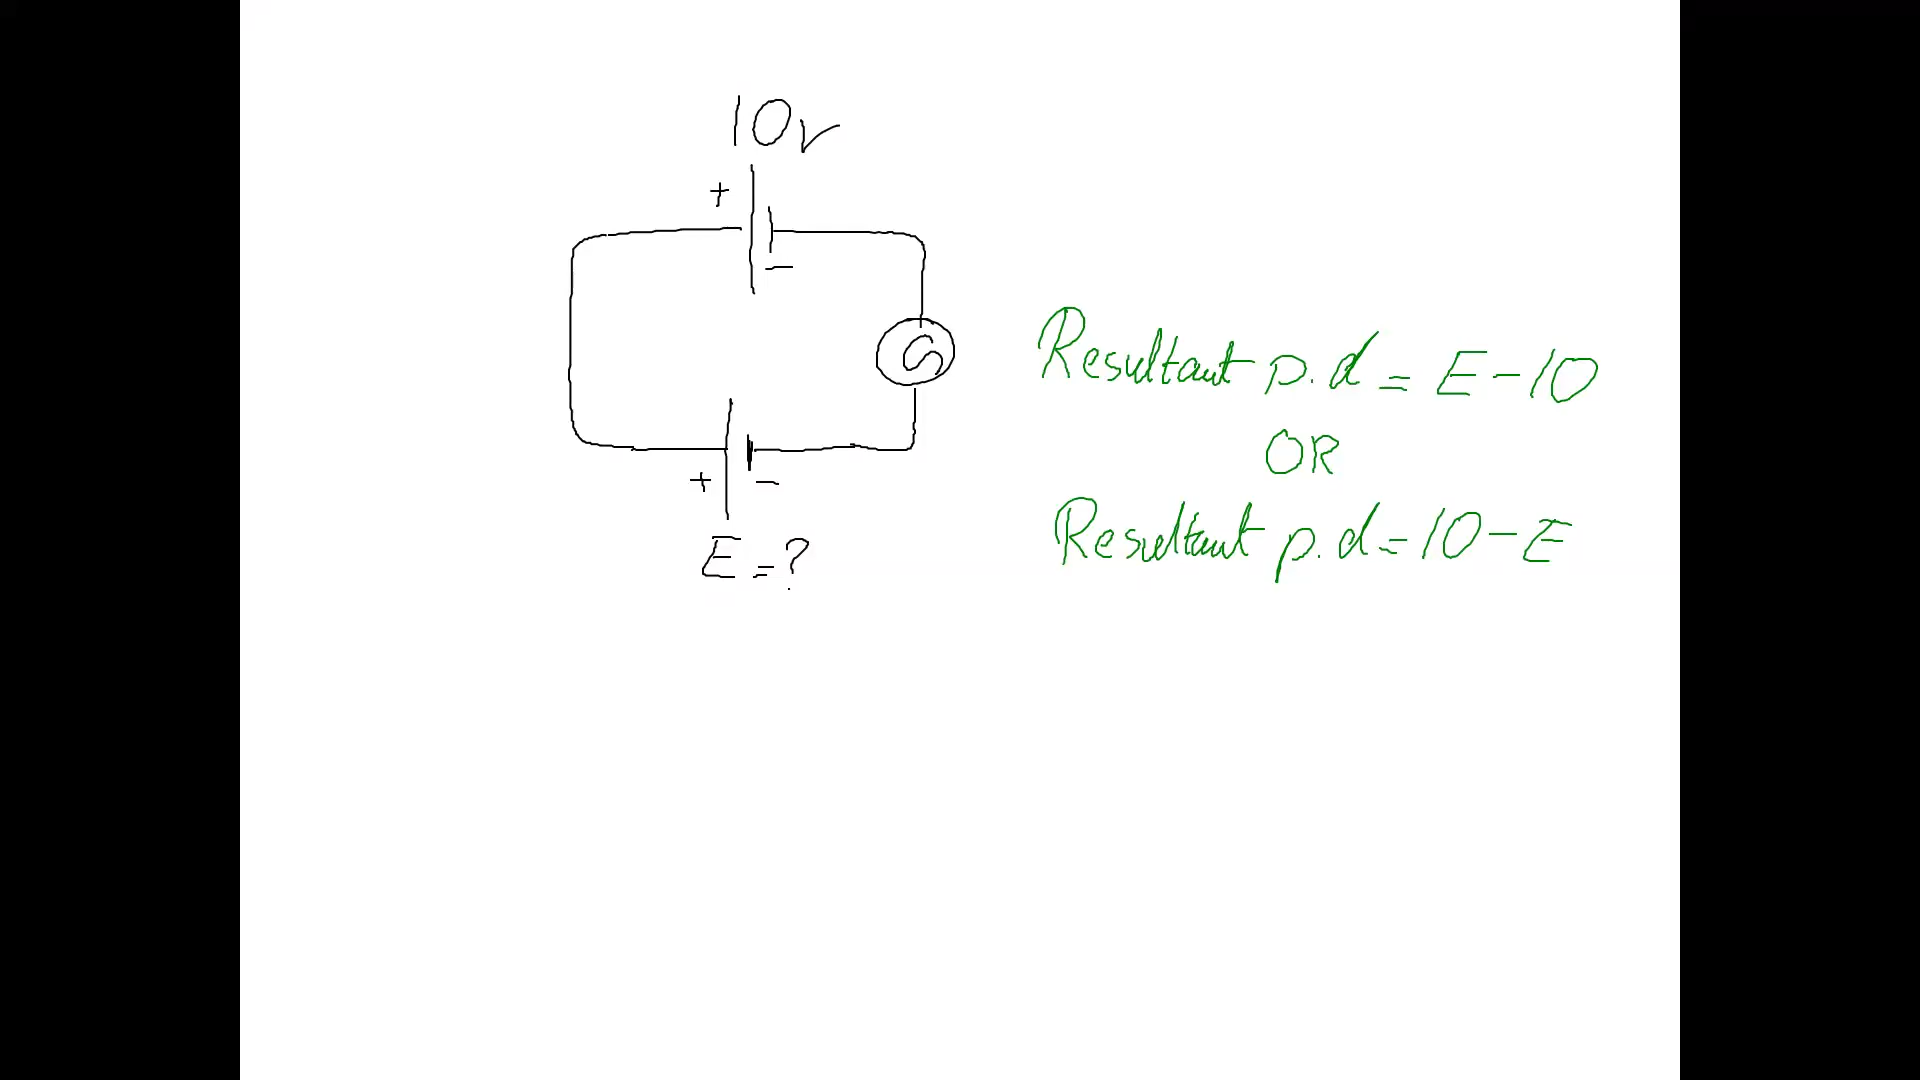 10v
+
−
G
+ −
E = ?
Resultant p.d = E − 10
OR
Resultant p.d = 10 − E